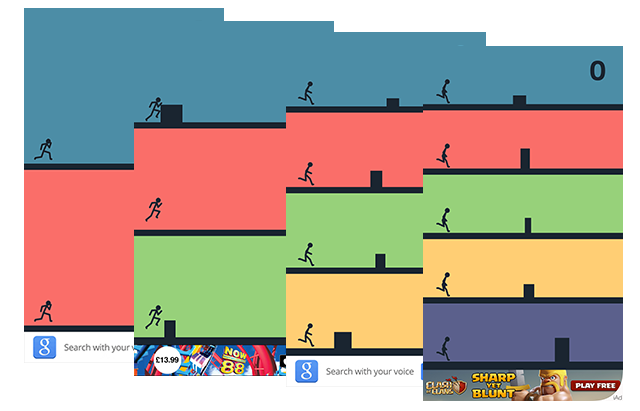 0
g Search with your v
£13.99
NOW
88
g Search with your voice
CLASH
OF CLANS
SHARP
YET
BLUNT
PLAY FREE
iAd